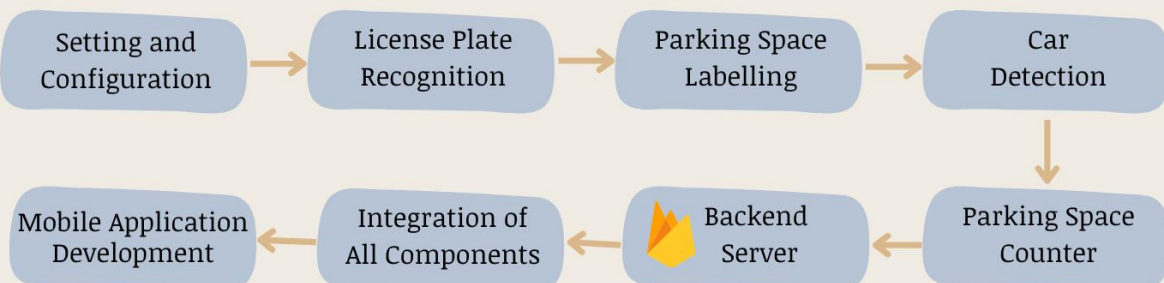 Setting and
Configuration
License Plate
Recognition
Parking Space
Labelling
Car
Detection
Parking Space
Counter
Backend
Server
Integration of
All Components
Mobile Application
Development